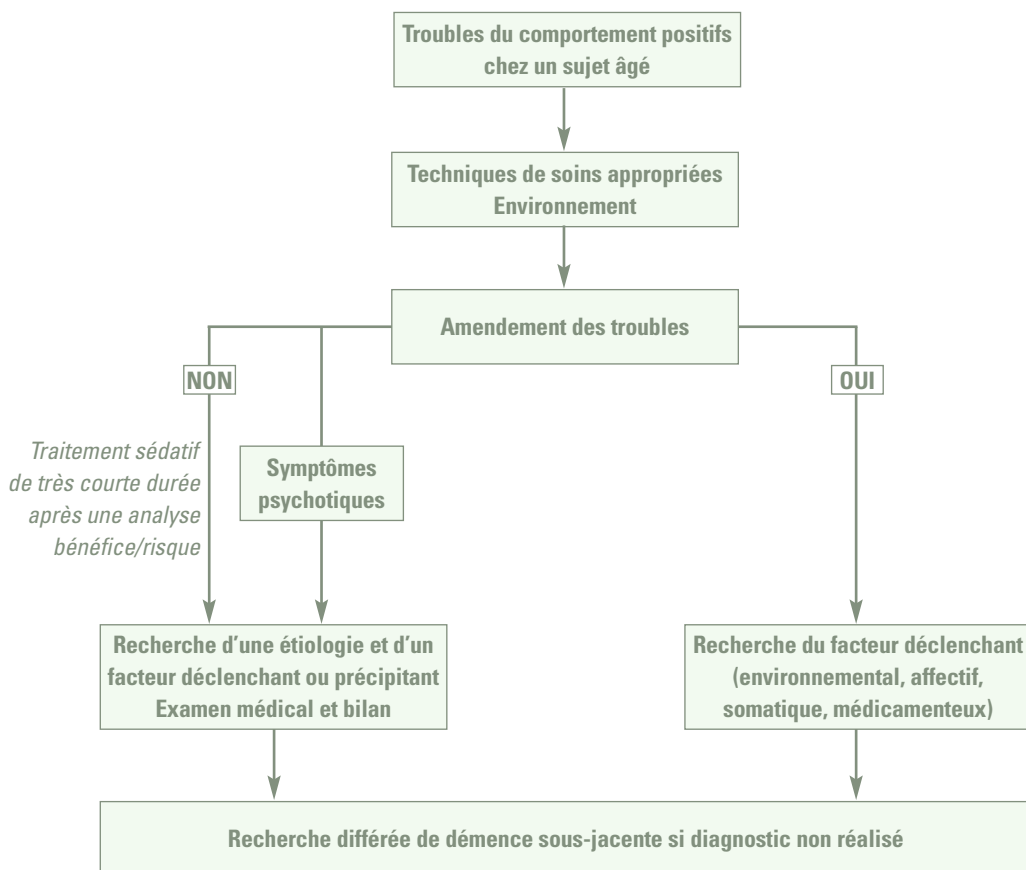 Troubles du comportement positifs
chez un sujet âgé
Techniques de soins appropriées
Environnement
Amendement des troubles
NON
OUI
Traitement sédatif
de très courte durée
après une analyse
bénéfice/risque
Symptômes
psychotiques
Recherche d’une étiologie et d’un
facteur déclenchant ou précipitant
Examen médical et bilan
Recherche du facteur déclenchant
(environnemental, affectif,
somatique, médicamenteux)
Recherche différée de démence sous-jacente si diagnostic non réalisé